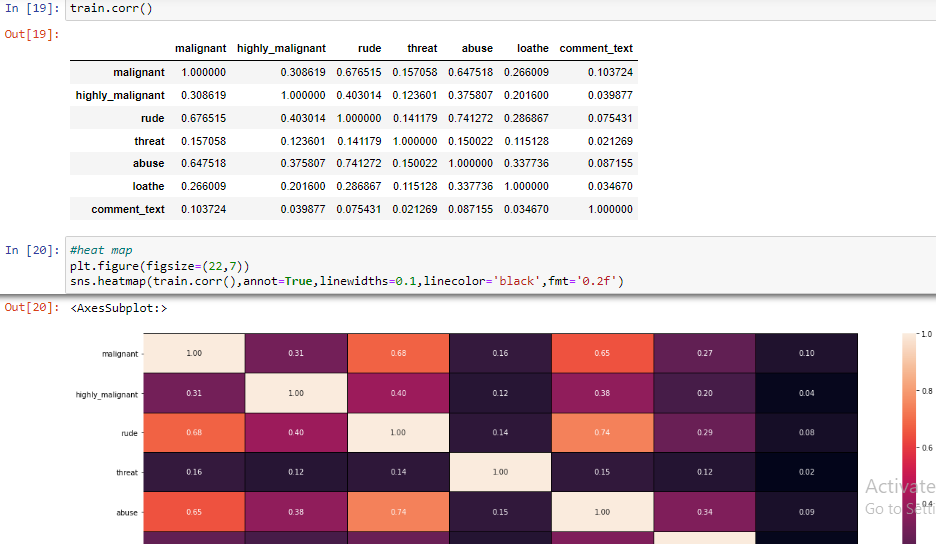 In [19]: train.corr()
Out[19]:
malignant highly_malignant rude threat abuse loathe comment_text
malignant 1.000000 0.308619 0.676515 0.157058 0.647518 0.266009 0.103724
highly_malignant 0.308619 1.000000 0.403014 0.123601 0.375807 0.201600 0.039877
rude 0.676515 0.403014 1.000000 0.141179 0.741272 0.286867 0.075431
threat 0.157058 0.123601 0.141179 1.000000 0.150022 0.115128 0.021269
abuse 0.647518 0.375807 0.741272 0.150022 1.000000 0.337736 0.087155
loathe 0.266009 0.201600 0.286867 0.115128 0.337736 1.000000 0.034670
comment_text 0.103724 0.039877 0.075431 0.021269 0.087155 0.034670 1.000000
In [20]: #heat map
plt.figure(figsize=(22,7))
sns.heatmap(train.corr(),annot=True,linewidths=0.1,linecolor='black',fmt='0.2f')
Out[20]: <AxesSubplot:>
malignant 1.00 0.31 0.68 0.16 0.65 0.27 0.10 1.0
highly_malignant 0.31 1.00 0.40 0.12 0.38 0.20 0.04 0.8
rude 0.68 0.40 1.00 0.14 0.74 0.29 0.08 0.6
threat 0.16 0.12 0.14 1.00 0.15 0.12 0.02
Activate
abuse 0.65 0.38 0.74 0.15 1.00 0.34 0.09 0.4
Go to Setti